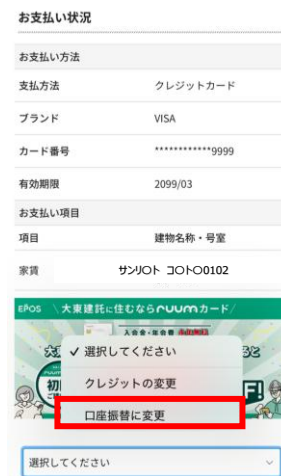 お支払い状況
お支払い方法
支払方法 クレジットカード
ブランド VISA
カード番号 ************9999
有効期限 2099/03
お支払い項目
項目 建物名称・号室
家賃 サンリOト コOトO0102
EPOS \大東建託に住むならruumカード/
入会金・年会費
✓ 選択してください
クレジットの変更
口座振替に変更
選択してください